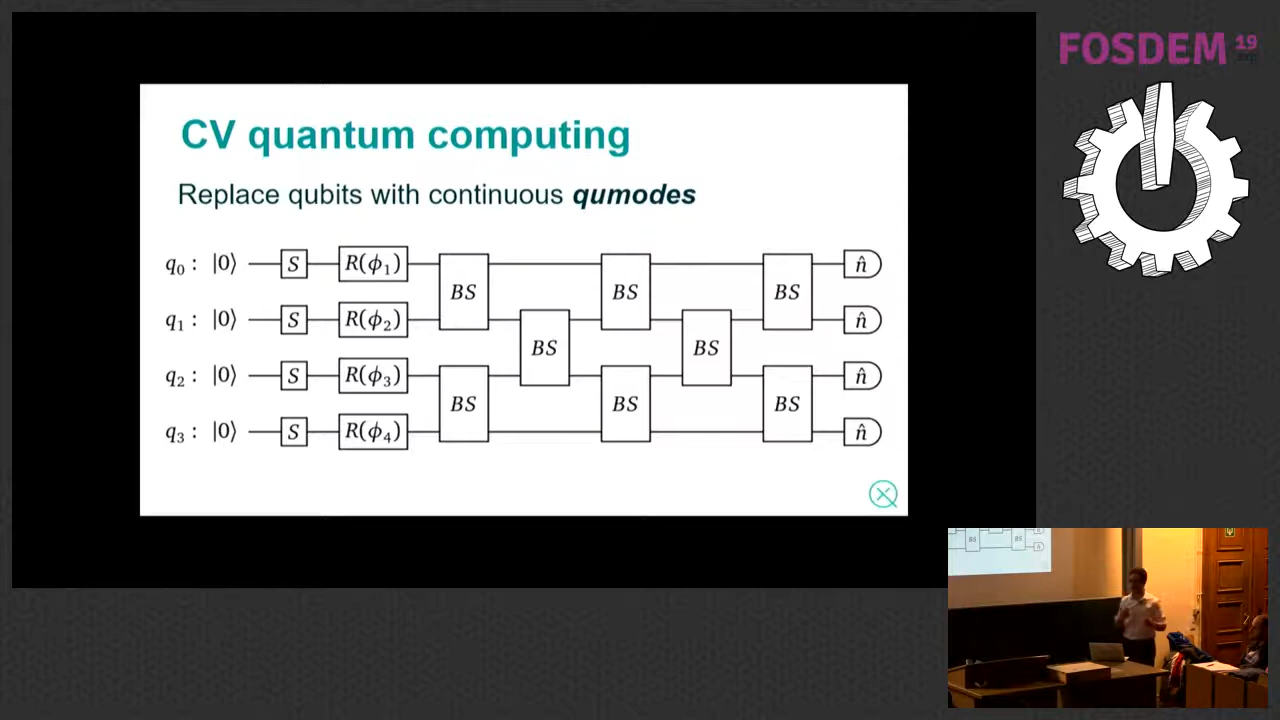 FOSDEM 19
CV quantum computing
Replace qubits with continuous qumodes
q₀ : |0⟩ S R(ϕ₁) BS BS BS n̂
q₁ : |0⟩ S R(ϕ₂) BS BS n̂
q₂ : |0⟩ S R(ϕ₃) BS BS BS n̂
q₃ : |0⟩ S R(ϕ₄) n̂
BS BS